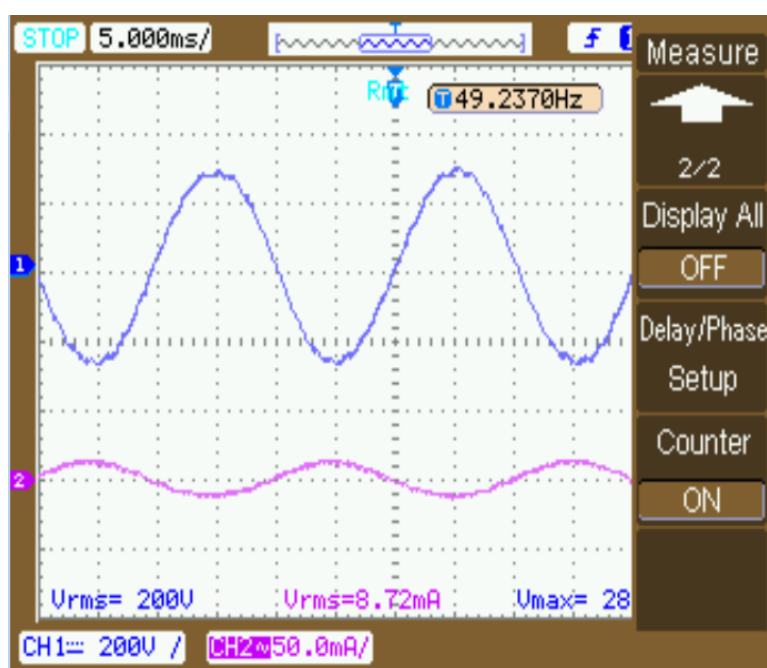 STOP 5.000ms/
Measure
49.2370Hz
2/2
Display All
OFF
1
Delay/Phase
Setup
Counter
2
ON
Vrms= 200V Vrms=8.72mA Vmax= 28
CH1 200V / CH2 50.0mA/